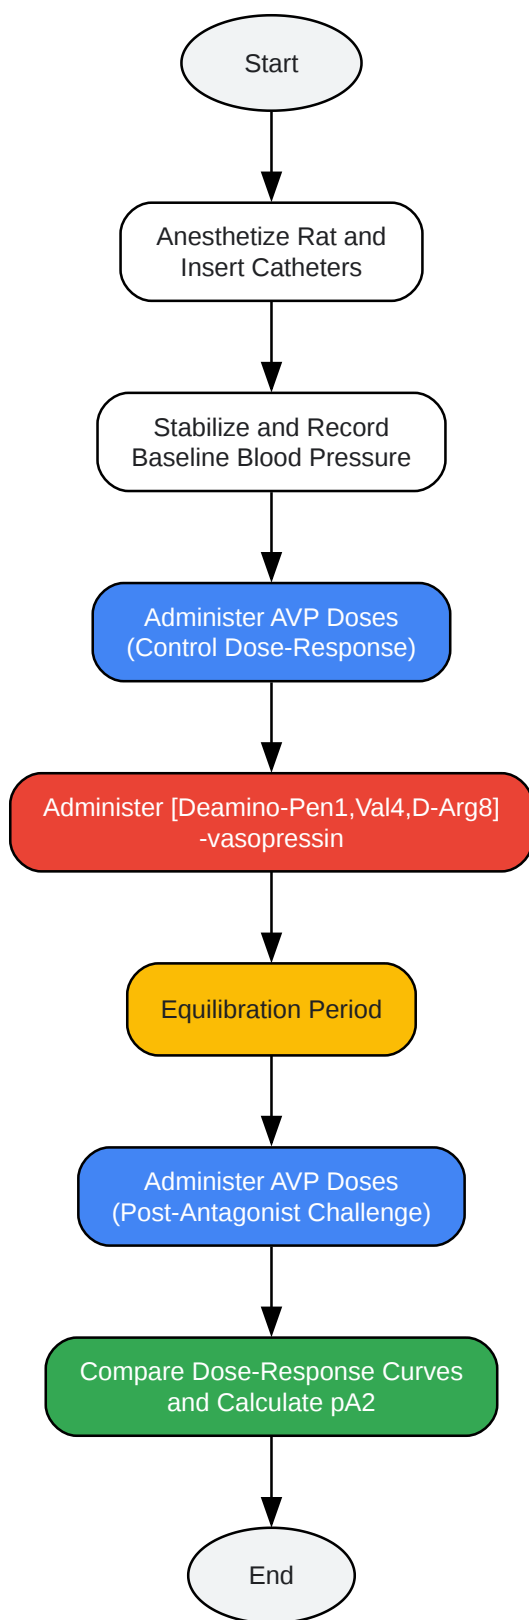 Start
Anesthetize Rat and
Insert Catheters
Stabilize and Record
Baseline Blood Pressure
Administer AVP Doses
(Control Dose-Response)
Administer [Deamino-Pen1,Val4,D-Arg8]
-vasopressin
Equilibration Period
Administer AVP Doses
(Post-Antagonist Challenge)
Compare Dose-Response Curves
and Calculate pA2
End